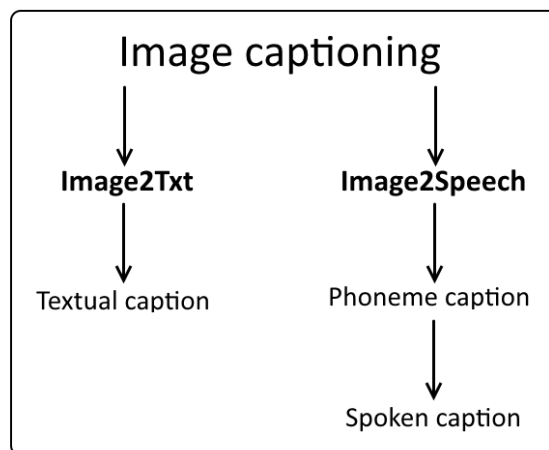 Image captioning
Image2Txt
Image2Speech
Textual caption
Phoneme caption
Spoken caption